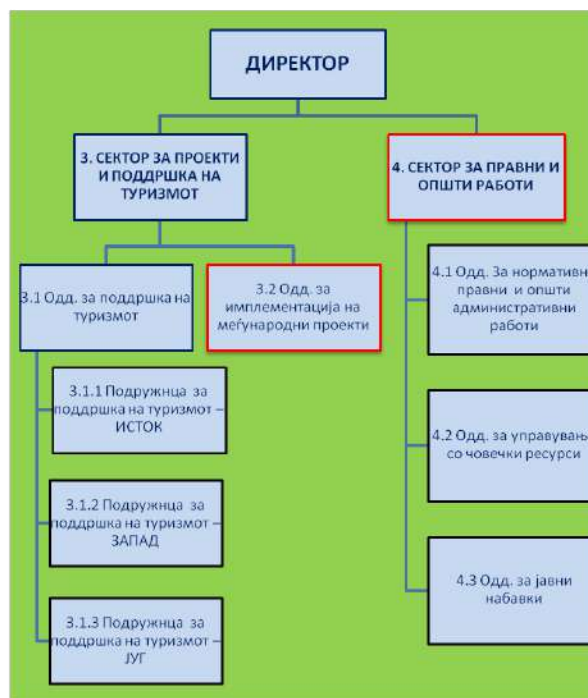 ДИРЕКТОР
3. СЕКТОР ЗА ПРОЕКТИ
И ПОДДРШКА НА
ТУРИЗМОТ
4. СЕКТОР ЗА ПРАВНИ И
ОПШТИ РАБОТИ
3.1 Одд. за поддршка на
туризмот
3.2 Одд. за
имплементација на
меѓународни проекти
3.1.1 Подружнца за
поддршка на туризмот –
ИСТОК
3.1.2 Подружнца за
поддршка на туризмот –
ЗАПАД
3.1.3 Подружнца за
поддршка на туризмот –
ЈУГ
4.1 Одд. За нормативн
правни и општи
административни
работи
4.2 Одд. за управувањ
со човечки ресурси
4.3 Одд. за јавни
набавки